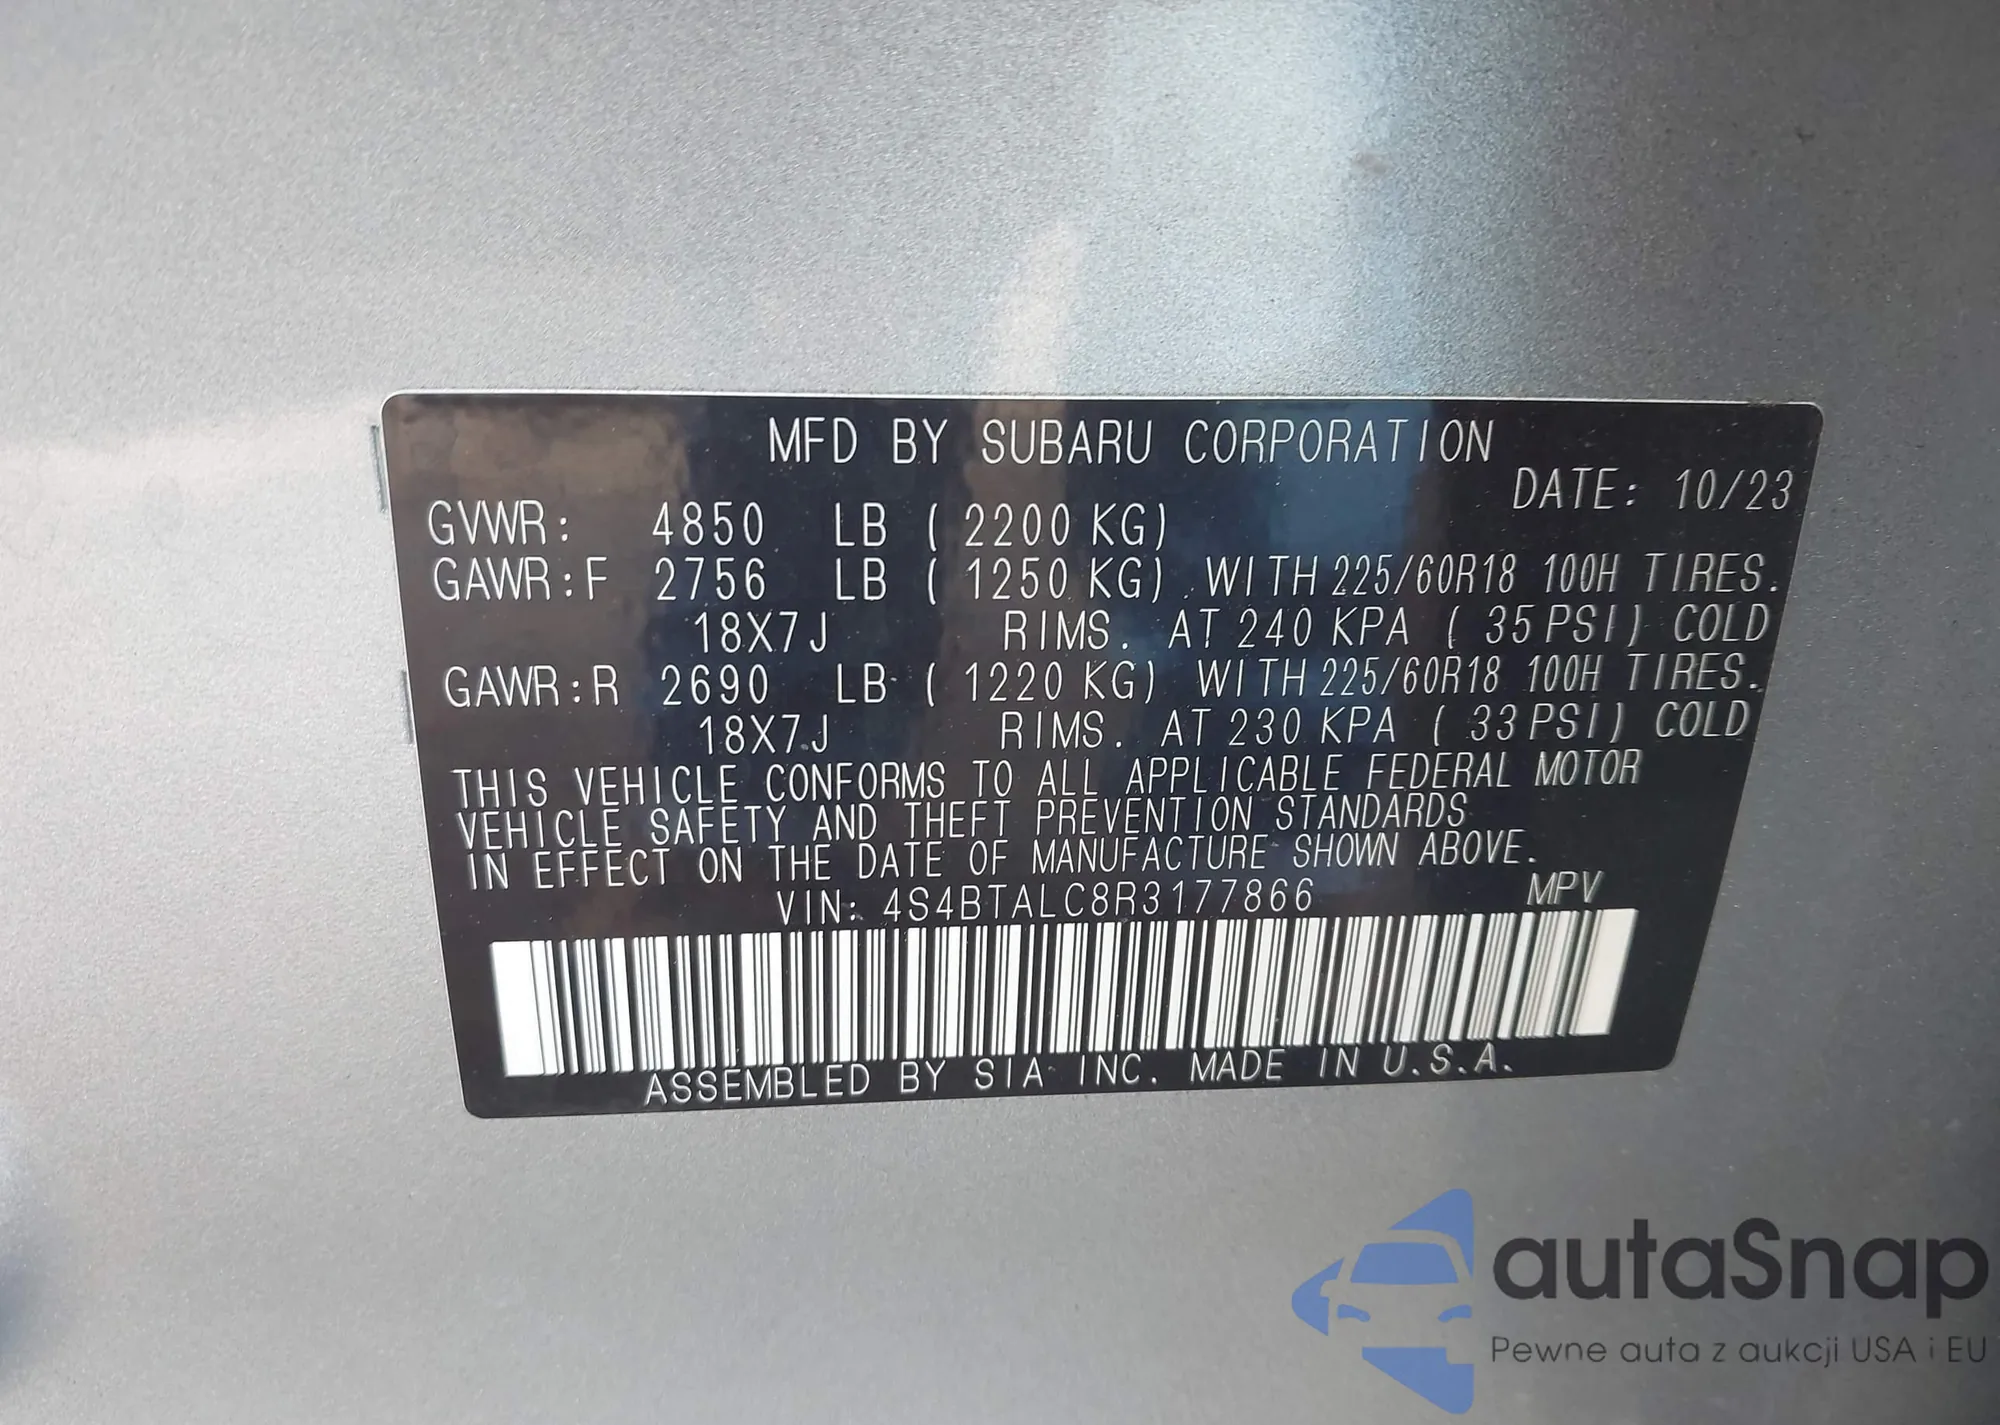 MFD BY SUBARU CORPORATION
DATE: 10/23
GVWR: 4850 LB ( 2200 KG)
GAWR:F 2756 LB ( 1250 KG) WITH 225/60R18 100H TIRES.
18X7J RIMS. AT 240 KPA ( 35 PSI) COLD
GAWR:R 2690 LB ( 1220 KG) WITH 225/60R18 100H TIRES.
18X7J RIMS. AT 230 KPA ( 33 PSI) COLD
THIS VEHICLE CONFORMS TO ALL APPLICABLE FEDERAL MOTOR
VEHICLE SAFETY AND THEFT PREVENTION STANDARDS
IN EFFECT ON THE DATE OF MANUFACTURE SHOWN ABOVE.
VIN: 4S4BTALC8R3177866 MPV
ASSEMBLED BY SIA INC. MADE IN U.S.A.
autaSnap
Pewne auta z aukcji USA i EU